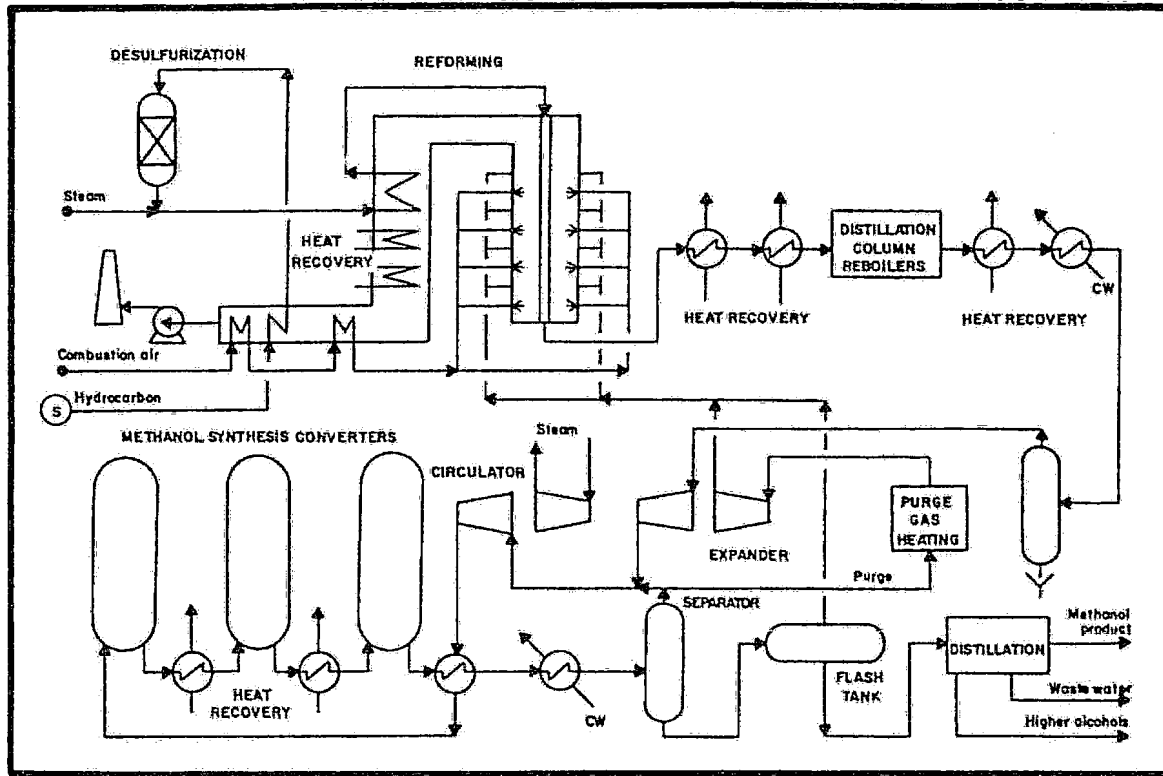 DESULFURIZATION
REFORMING
Steam
HEAT
RECOVERY
DISTILLATION
COLUMN
REBOILERS
CW
HEAT RECOVERY
HEAT RECOVERY
Combustion air
Hydrocarbon
S
METHANOL SYNTHESIS CONVERTERS
Steam
CIRCULATOR
PURGE
GAS
HEATING
EXPANDER
Purge
SEPARATOR
Methanol
product
DISTILLATION
FLASH
TANK
HEAT
RECOVERY
CW
Waste water
Higher alcohols